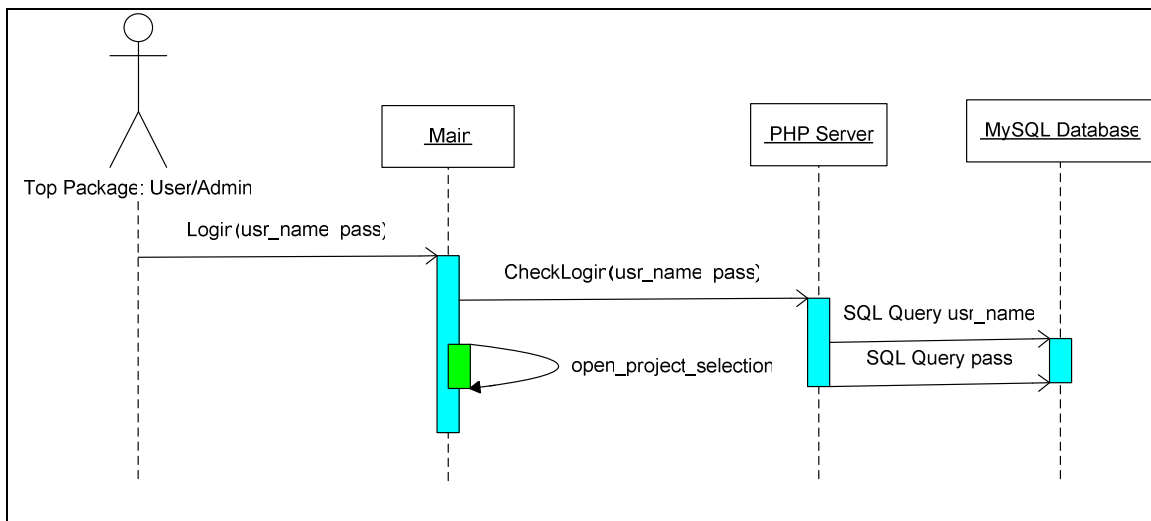 Main
PHP Server
MySQL Database
Top Package: User/Admin
Login(usr_name pass)
CheckLogin(usr_name pass)
SQL Query usr_name
SQL Query pass
open_project_selection